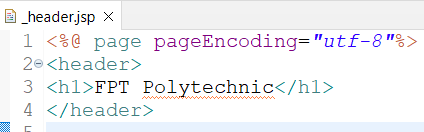 _header.jsp
1 <%@ page pageEncoding="utf-8"%>
2 <header>
3 <h1>FPT Polytechnic</h1>
4 </header>
5